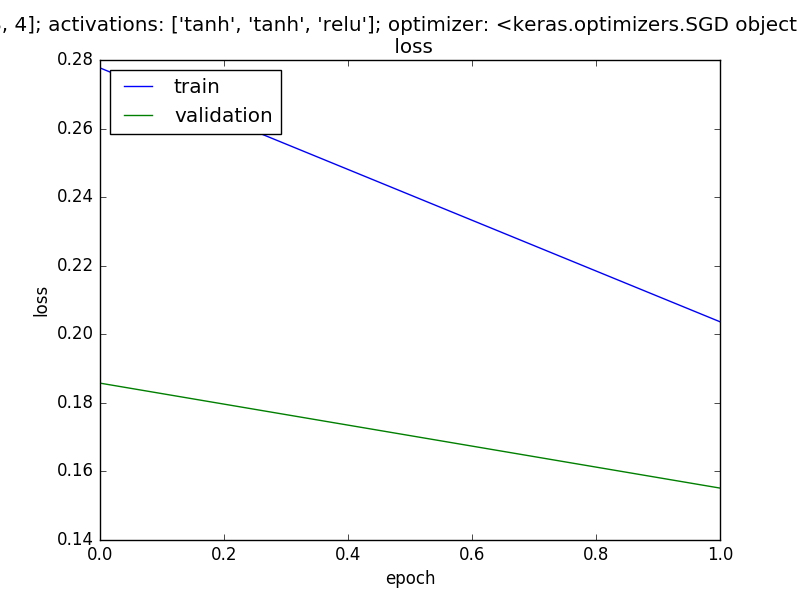 , 4]; activations: ['tanh', 'tanh', 'relu']; optimizer: <keras.optimizers.SGD object
loss
train
validation
0.28
0.26
0.24
0.22
0.20
0.18
0.16
0.14
loss
0.0 0.2 0.4 0.6 0.8 1.0
epoch